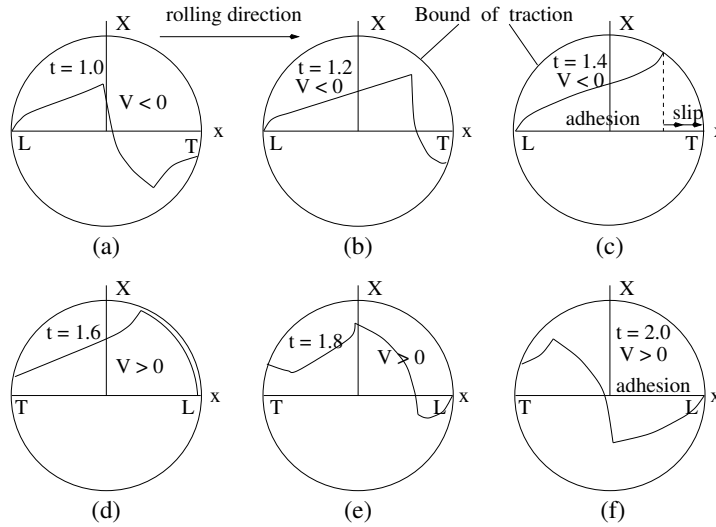 X rolling direction X Bound of traction X
t = 1.0 V < 0 x L T
t = 1.2 V < 0 x L T
t = 1.4 V < 0 adhesion slip x L T
(a) (b) (c)
X X X
t = 1.6 V > 0 x T L
t = 1.8 V > 0 x T L
t = 2.0 V > 0 adhesion x T L
(d) (e) (f)